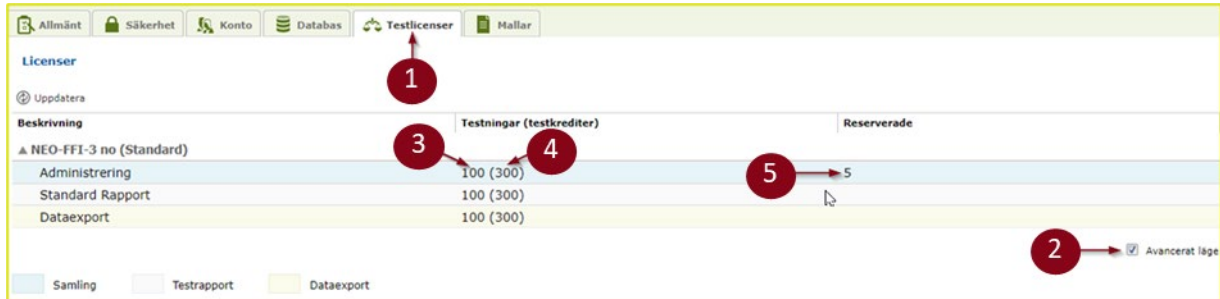 Allmänt Säkerhet Konto Databas Testlicenser Mallar
Licenser
1
Uppdatera
Beskrivning Testningar (testkrediter) Reserverade
NEO-FFI-3 no (Standard) 3 4
Administrering 100 (300) 5 5
Standard Rapport 100 (300)
Dataexport 100 (300)
2 Avancerat läge
Samling Testrapport Dataexport